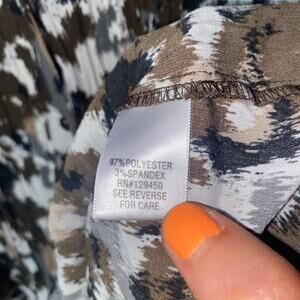 97%POLYESTER
3%SPANDEX
RN#129450
SEE REVERSE
FOR CARE